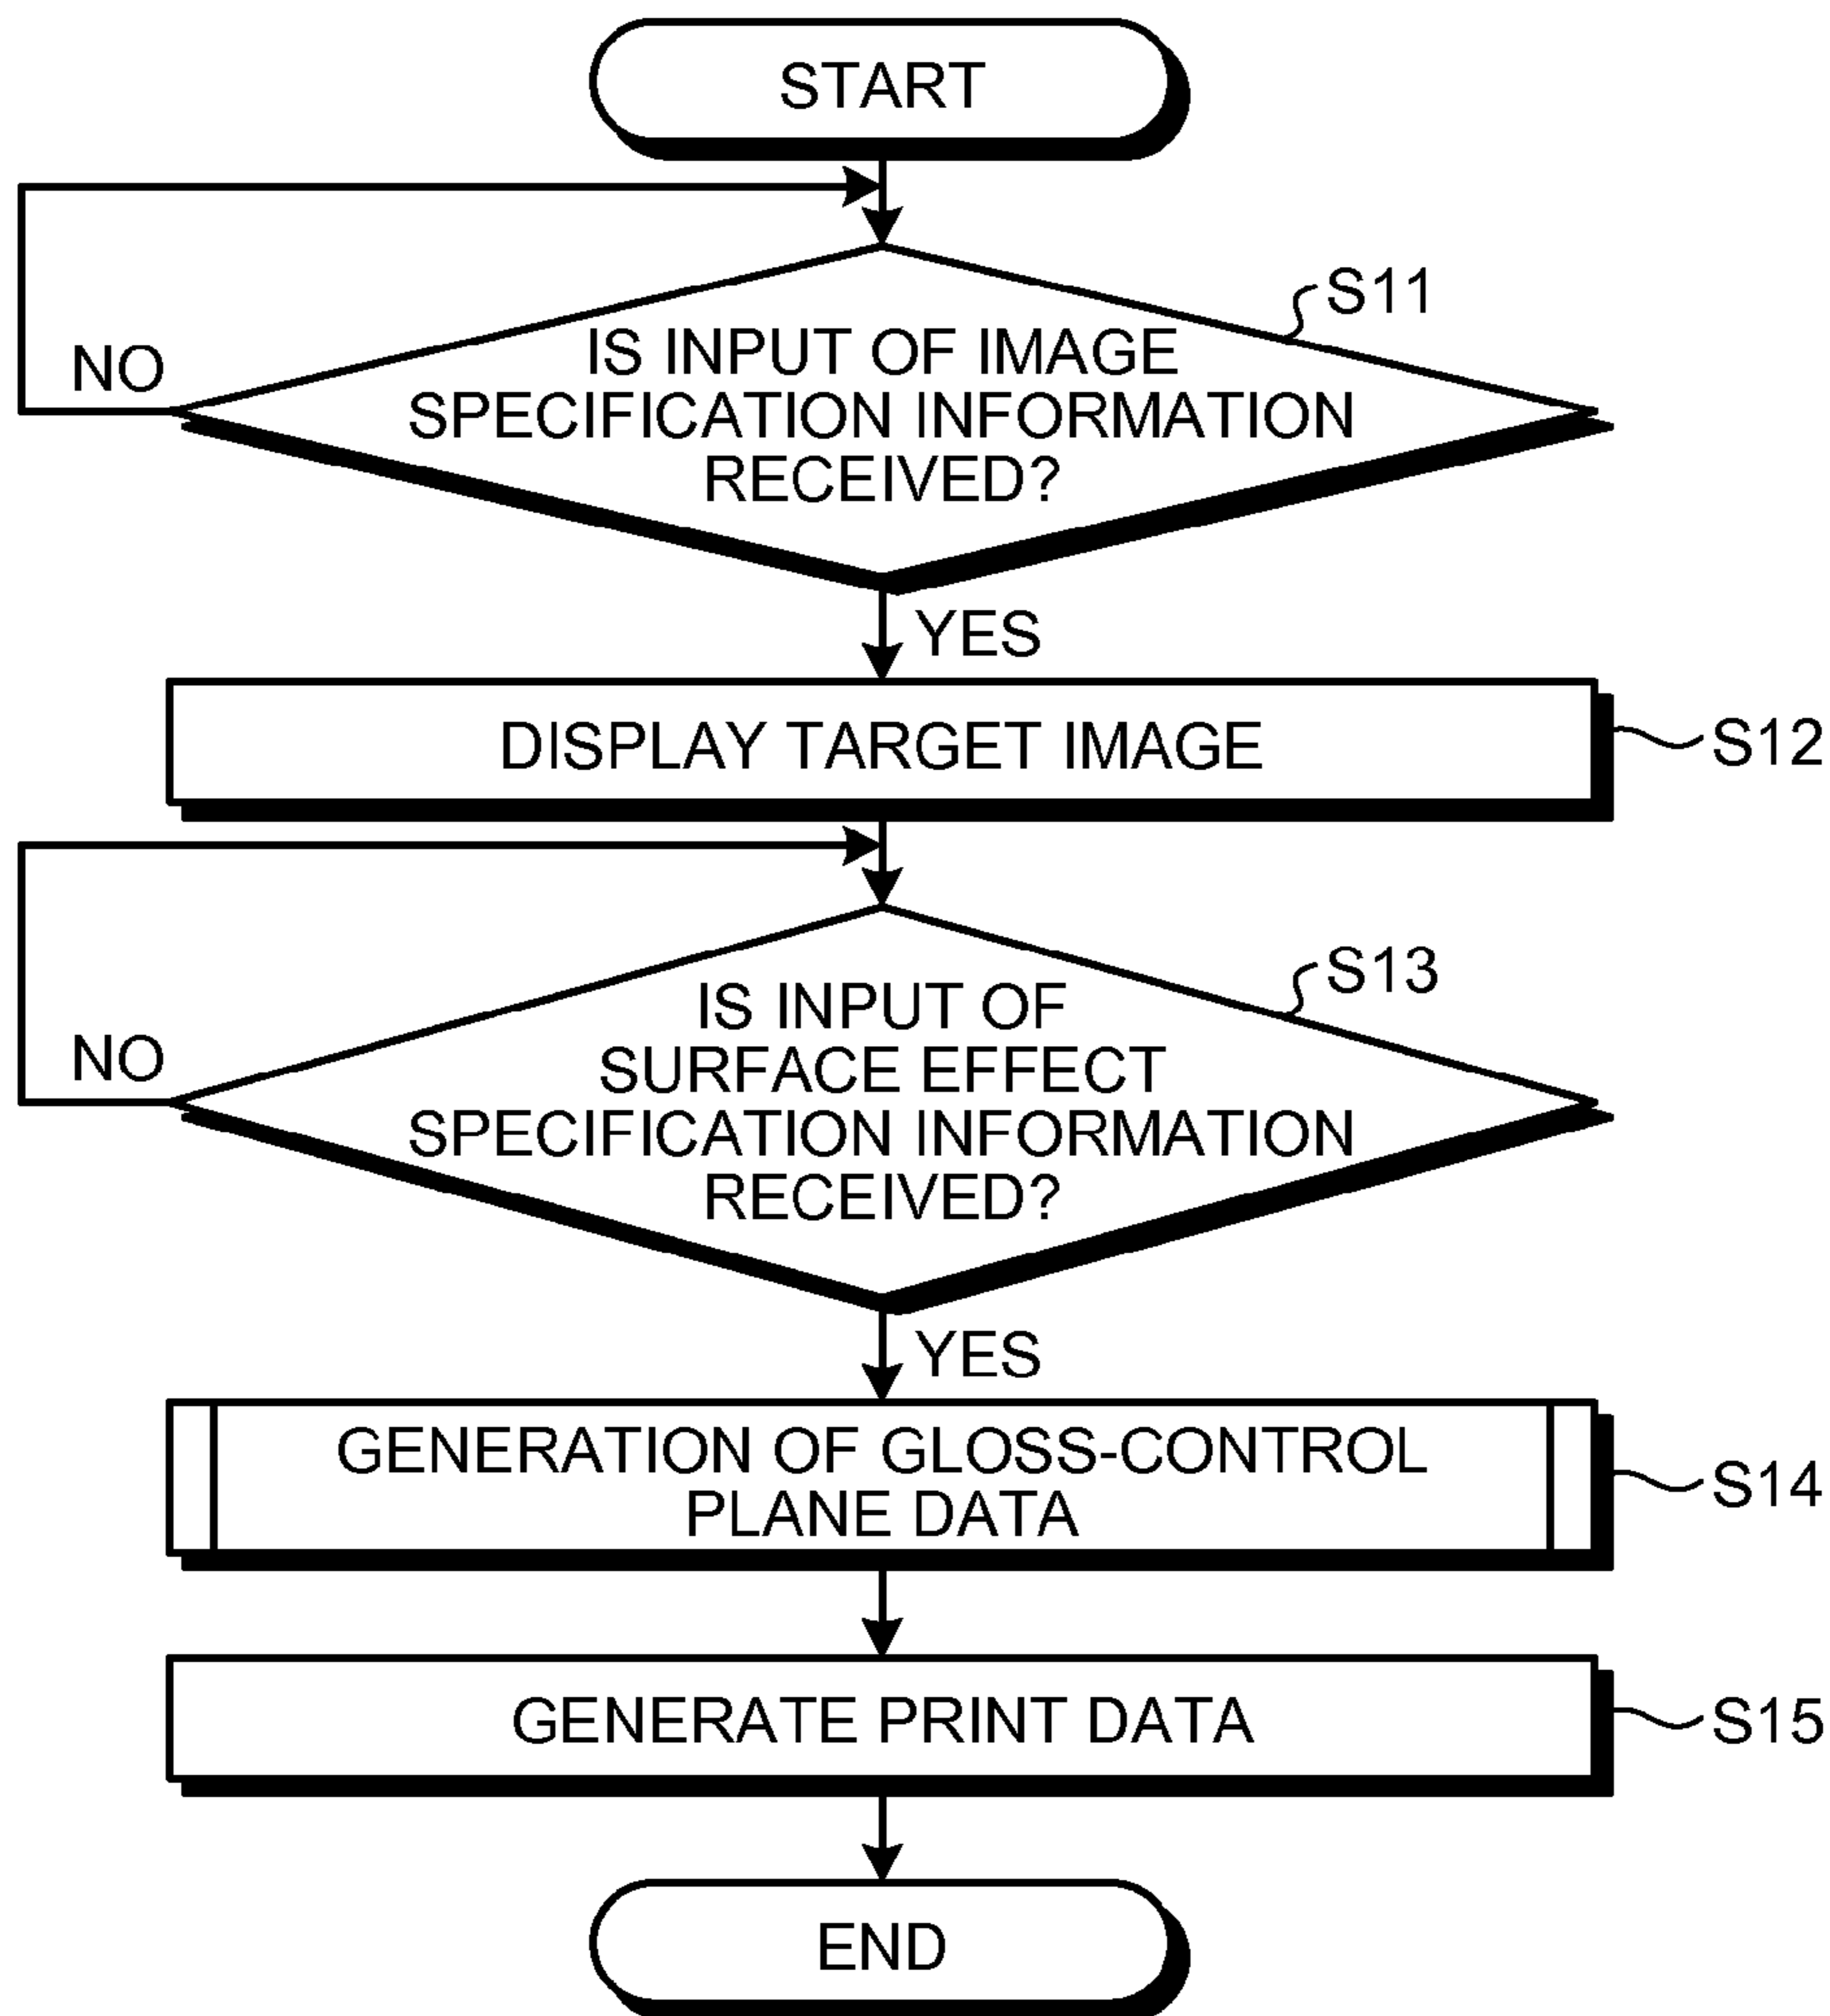 START
S11
IS INPUT OF IMAGE
SPECIFICATION INFORMATION
RECEIVED?
NO
YES
DISPLAY TARGET IMAGE
S12
S13
IS INPUT OF
SURFACE EFFECT
SPECIFICATION INFORMATION
RECEIVED?
NO
YES
GENERATION OF GLOSS-CONTROL
PLANE DATA
S14
GENERATE PRINT DATA
S15
END